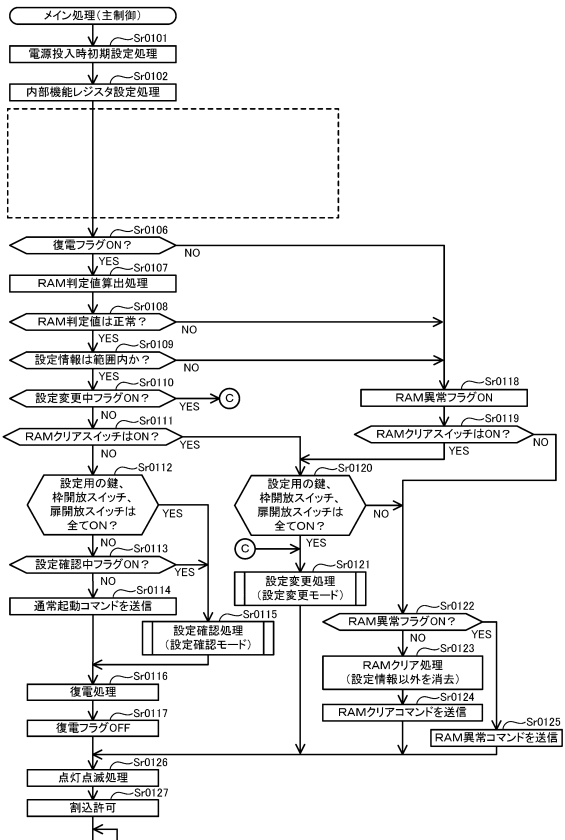 メイン処理(主制御)
Sr0101
電源投入時初期設定処理
Sr0102
内部機能レジスタ設定処理
Sr0106
復電フラグON?
NO
YES
Sr0107
RAM判定値算出処理
Sr0108
RAM判定値は正常?
NO
YES
Sr0109
設定情報は範囲内か?
NO
YES
Sr0110
設定変更中フラグON?
YES
C
NO
Sr0111
RAMクリアスイッチはON?
YES
NO
Sr0118
RAM異常フラグON
Sr0119
RAMクリアスイッチはON?
NO
YES
Sr0112
設定用の鍵、
枠開放スイッチ、
扉開放スイッチは
全てON?
YES
NO
Sr0120
設定用の鍵、
枠開放スイッチ、
扉開放スイッチは
全てON?
NO
YES
C
Sr0113
設定確認中フラグON?
YES
NO
Sr0121
設定変更処理
(設定変更モード)
Sr0114
通常起動コマンドを送信
Sr0115
設定確認処理
(設定確認モード)
Sr0122
RAM異常フラグON?
YES
NO
Sr0123
RAMクリア処理
(設定情報以外を消去)
Sr0124
RAMクリアコマンドを送信
Sr0125
RAM異常コマンドを送信
Sr0116
復電処理
Sr0117
復電フラグOFF
Sr0126
点灯点滅処理
Sr0127
割込許可